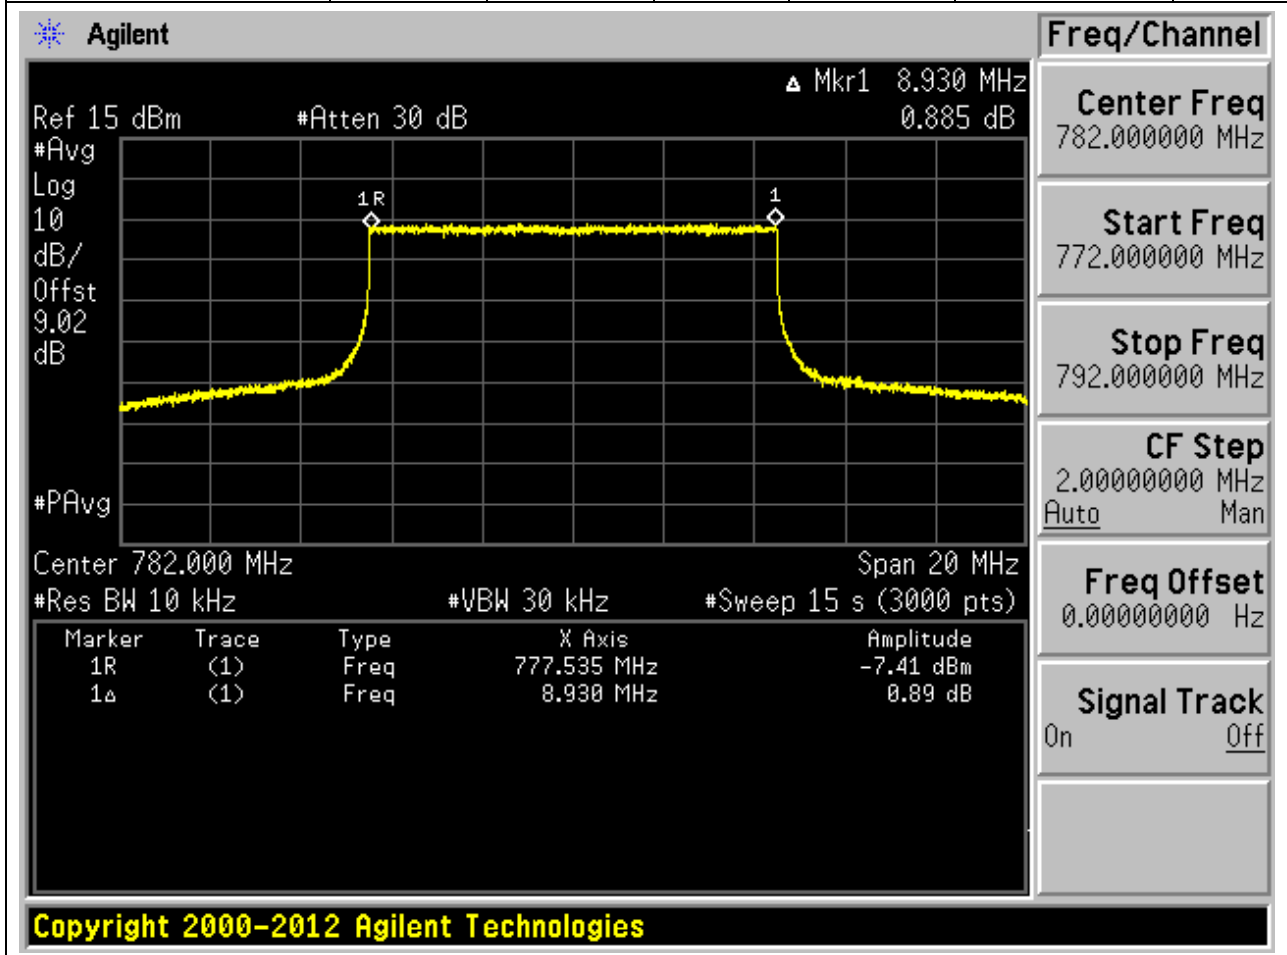 Agilent
Freq/Channel
Δ Mkr1 8.930 MHz
Ref 15 dBm #Atten 30 dB 0.885 dB
#Avg
Log
10
dB/
Offst
9.02
dB
1R
1
#PAvg
Center 782.000 MHz Span 20 MHz
#Res BW 10 kHz #VBW 30 kHz #Sweep 15 s (3000 pts)
Marker Trace Type X Axis Amplitude
1R (1) Freq 777.535 MHz -7.41 dBm
1Δ (1) Freq 8.930 MHz 0.89 dB
Center Freq
782.000000 MHz
Start Freq
772.000000 MHz
Stop Freq
792.000000 MHz
CF Step
2.00000000 MHz
Auto Man
Freq Offset
0.00000000 Hz
Signal Track
On Off
Copyright 2000-2012 Agilent Technologies